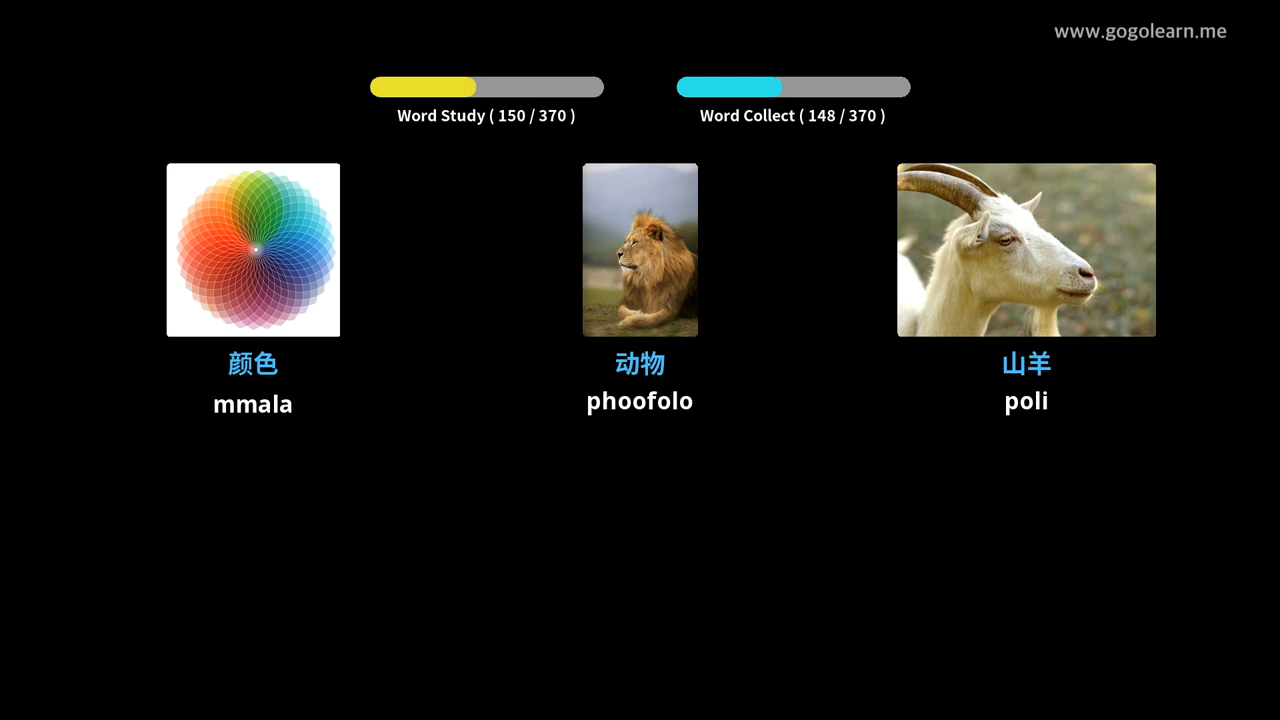 www.gogolearn.me
Word Study ( 150 / 370 )
Word Collect ( 148 / 370 )
颜色
动物
山羊
mmala
phoofolo
poli